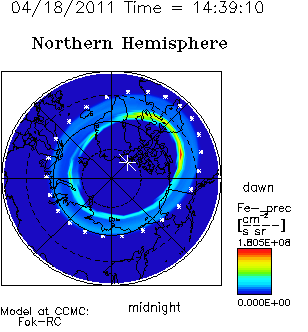 04/18/2011 Time = 14:39:10
Northern Hemisphere
dawn
Fe-_prec
[cm⁻²---]
s sr
1.805E+08
0.000E+00
midnight
Model at CCMC:
Fok-RC